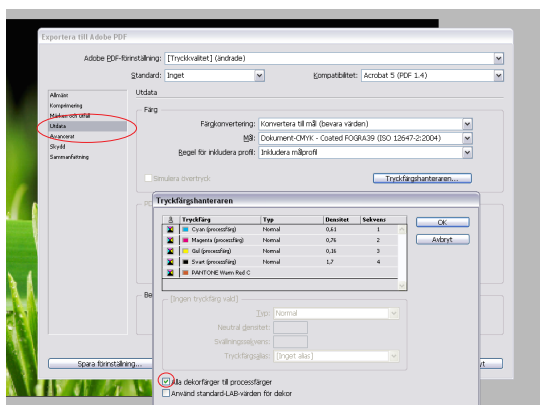 Exportera till Adobe PDF
Adobe PDF-förinställning: [Tryckkvalitet] (ändrade)
Standard: Inget Kompatibilitet: Acrobat 5 (PDF 1.4)
Allmänt
Komprimering
Märken och utfall
Utdata
Avancerat
Skydd
Sammanfattning
Utdata
Färg
Färgkonvertering: Konvertera till mål (bevara värden)
Mål: Dokument-CMYK - Coated FOGRA39 (ISO 12647-2:2004)
Regel för inkludera profil: Inkludera målprofil
Simulera övertryck Tryckfärgshanteraren...
Tryckfärgshanteraren
Tryckfärg Typ Densitet Sekvens
Cyan (processfärg) Normal 0,61 1
Magenta (processfärg) Normal 0,76 2
Gul (processfärg) Normal 0,16 3
Svart (processfärg) Normal 1,7 4
PANTONE Warm Red C
OK
Avbryt
[Ingen tryckfärg vald]
Typ: Normal
Neutral densitet:
Svällningssekvens:
Tryckfärgsalias: [Inget alias]
Be
Spara förinställning...
yt
Alla dekorfärger till processfärger
Använd standard-LAB-värden för dekor